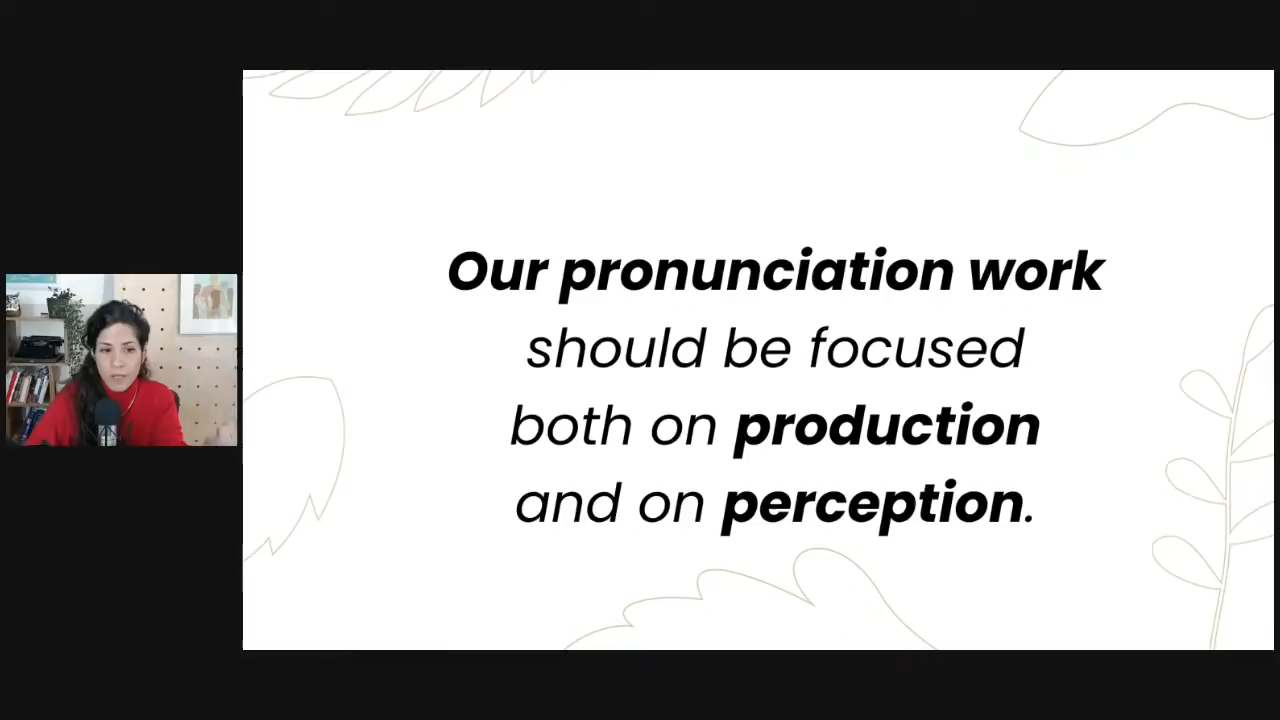 Our pronunciation work
should be focused
both on production
and on perception.